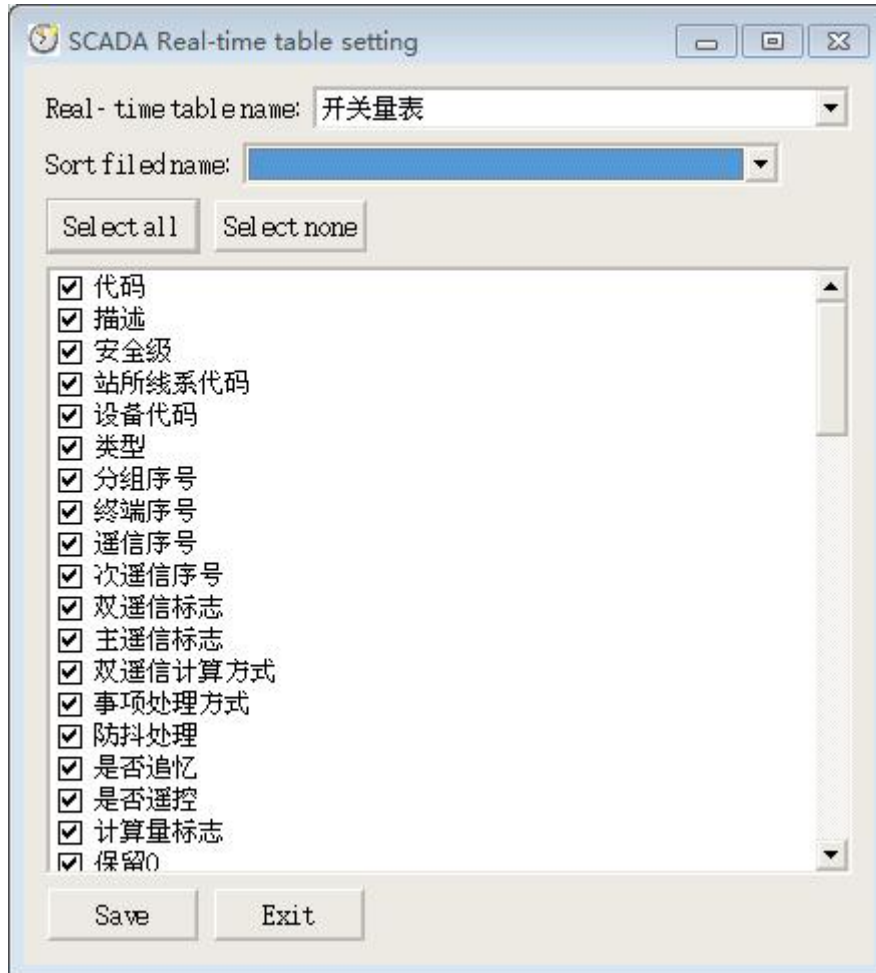 SCADA Real-time table setting
Real-time table name: 开关量表
Sort filed name:
Select all Select none
代码
描述
安全级
站所线系代码
设备代码
类型
分组序号
终端序号
遥信序号
次遥信序号
双遥信标志
主遥信标志
双遥信计算方式
事项处理方式
防抖处理
是否追忆
是否遥控
计算量标志
保留0
Save Exit